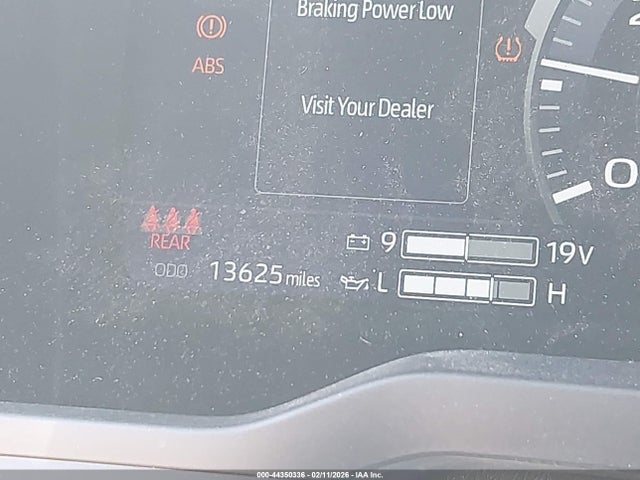 Braking Power Low
ABS
Visit Your Dealer
REAR
9 19V
ODO 13625 miles
L H
0
000-44350336 - 02/11/2026 - IAA Inc.